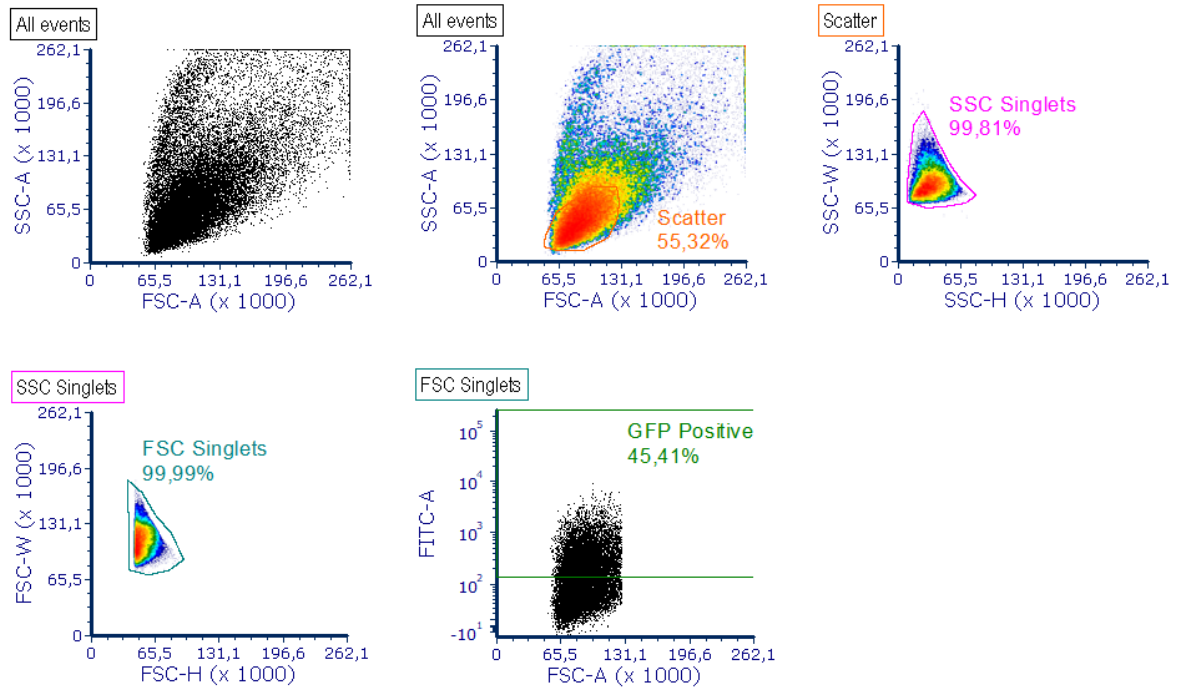 All events
262,1
196,6
131,1
65,5
0
SSC-A (x 1000)
0 65,5 131,1 196,6 262,1
FSC-A (x 1000)
All events
262,1
196,6
131,1
65,5
0
SSC-A (x 1000)
Scatter
55,32%
0 65,5 131,1 196,6 262,1
FSC-A (x 1000)
Scatter
262,1
196,6
131,1
65,5
0
SSC-W (x 1000)
SSC Singlets
99,81%
0 65,5 131,1 196,6 262,1
SSC-H (x 1000)
SSC Singlets
262,1
196,6
131,1
65,5
0
FSC-W (x 1000)
FSC Singlets
99,99%
0 65,5 131,1 196,6 262,1
FSC-H (x 1000)
FSC Singlets
10^5
10^4
10^3
10^2
-10^1
FITC-A
GFP Positive
45,41%
0 65,5 131,1 196,6 262,1
FSC-A (x 1000)